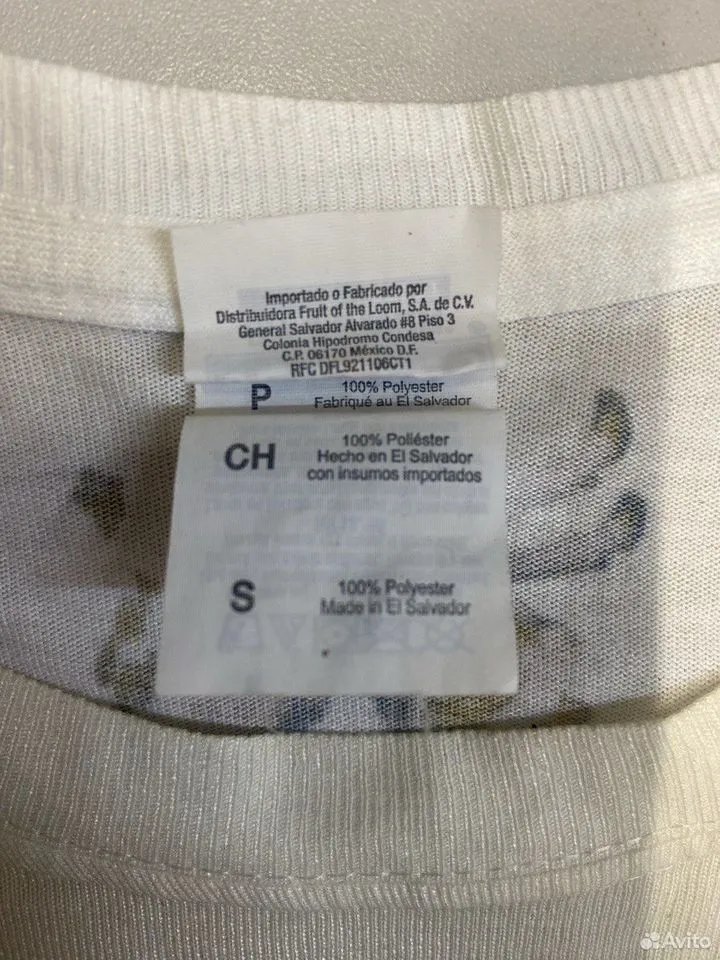 Importado o Fabricado por
Distribuidora Fruit of the Loom, S.A. de C.V.
General Salvador Alvarado #8 Piso 3
Colonia Hipodromo Condesa
C.P. 06170 México D.F.
RFC DFL921106CT1
P
100% Polyester
Fabriqué au El Salvador
CH
100% Poliéster
Hecho en El Salvador
con insumos importados
S
100% Polyester
Made in El Salvador
Avito